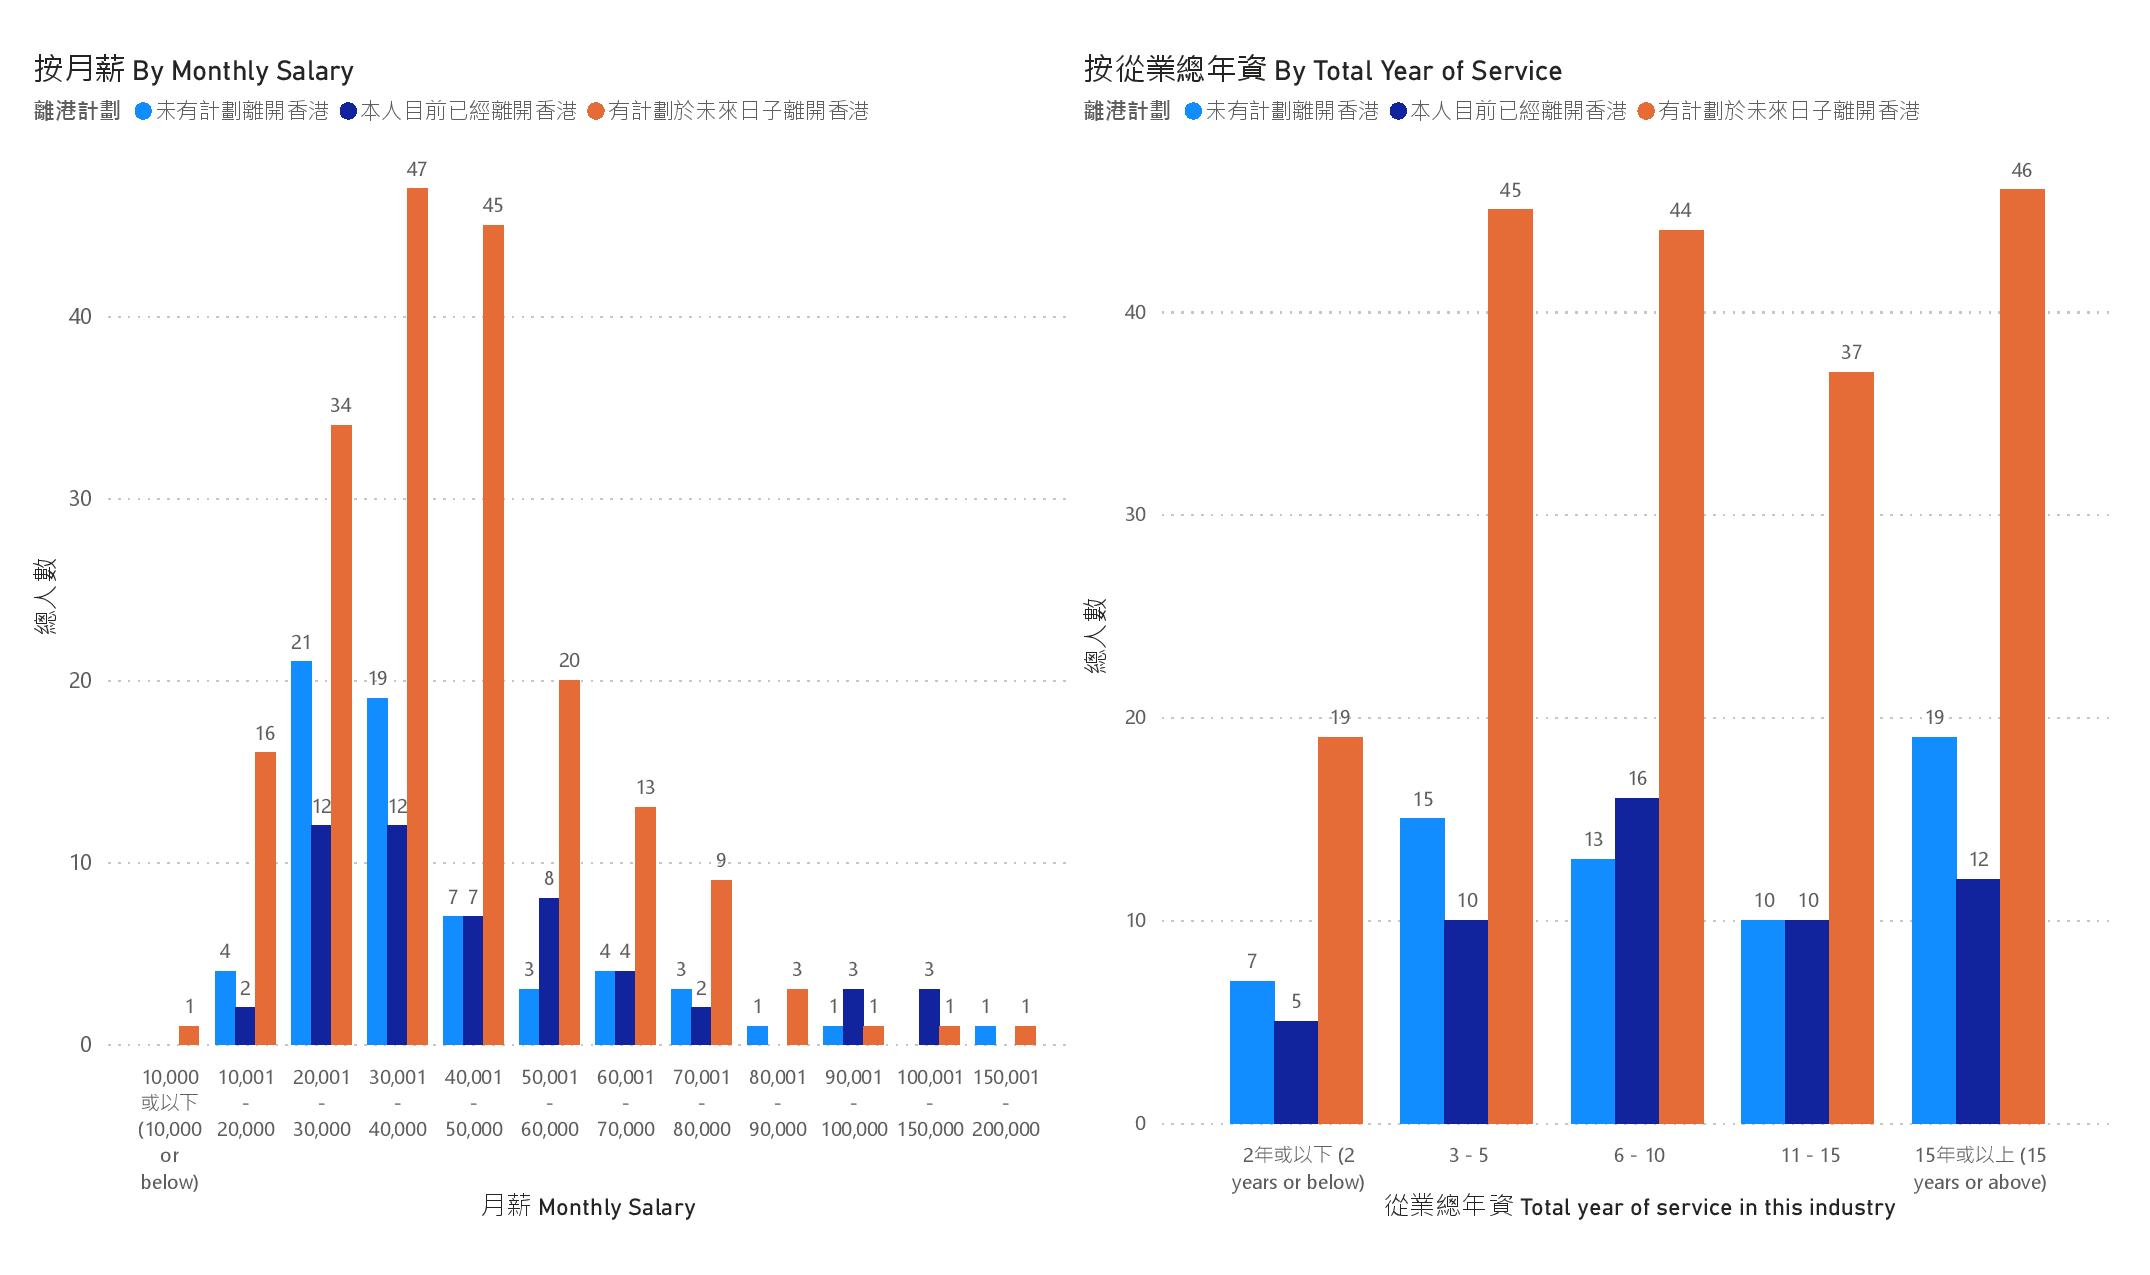 按月薪 By Monthly Salary
離港計劃 未有計劃離開香港 本人目前已經離開香港 有計劃於未來日子離開香港
總人數
40
30
20
10
0
1
4 2 16
21 12 34
19 12 47
7 7 45
3 8 20
4 4 13
3 2 9
1 3
1 3 1
3 1
1 1
10,000
或以下
(10,000
or
below)
10,001
-
20,000
20,001
-
30,000
30,001
-
40,000
40,001
-
50,000
50,001
-
60,000
60,001
-
70,000
70,001
-
80,000
80,001
-
90,000
90,001
-
100,000
100,001
-
150,000
150,001
-
200,000
月薪 Monthly Salary
按從業總年資 By Total Year of Service
離港計劃 未有計劃離開香港 本人目前已經離開香港 有計劃於未來日子離開香港
總人數
40
30
20
10
0
7 5 19
15 10 45
13 16 44
10 10 37
19 12 46
2年或以下 (2
years or below)
3 - 5
6 - 10
11 - 15
15年或以上 (15
years or above)
從業總年資 Total year of service in this industry